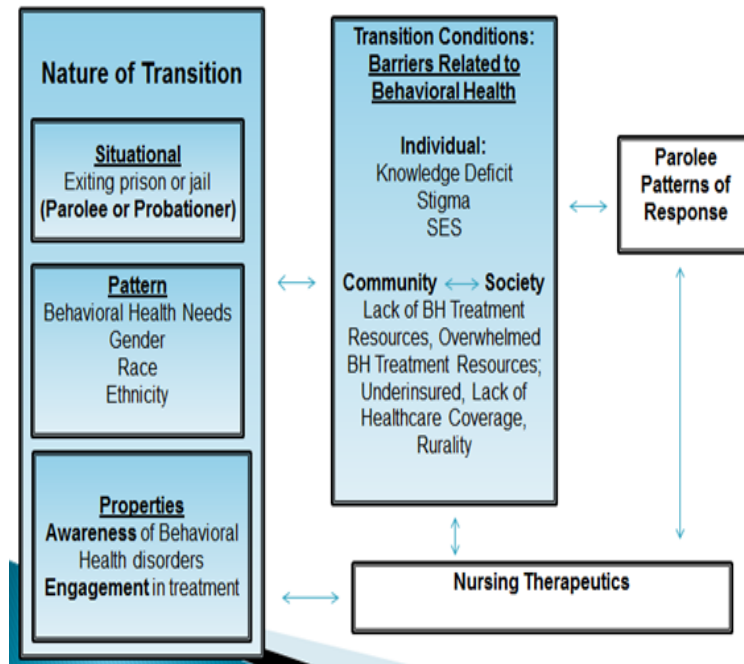 Nature of Transition
Situational
Exiting prison or jail
(Parolee or Probationer)
Pattern
Behavioral Health Needs
Gender
Race
Ethnicity
Properties
Awareness of Behavioral
Health disorders
Engagement in treatment
Transition Conditions:
Barriers Related to
Behavioral Health
Individual:
Knowledge Deficit
Stigma
SES
Community Society
Lack of BH Treatment
Resources, Overwhelmed
BH Treatment Resources;
Underinsured, Lack of
Healthcare Coverage,
Rurality
Parolee
Patterns of
Response
Nursing Therapeutics